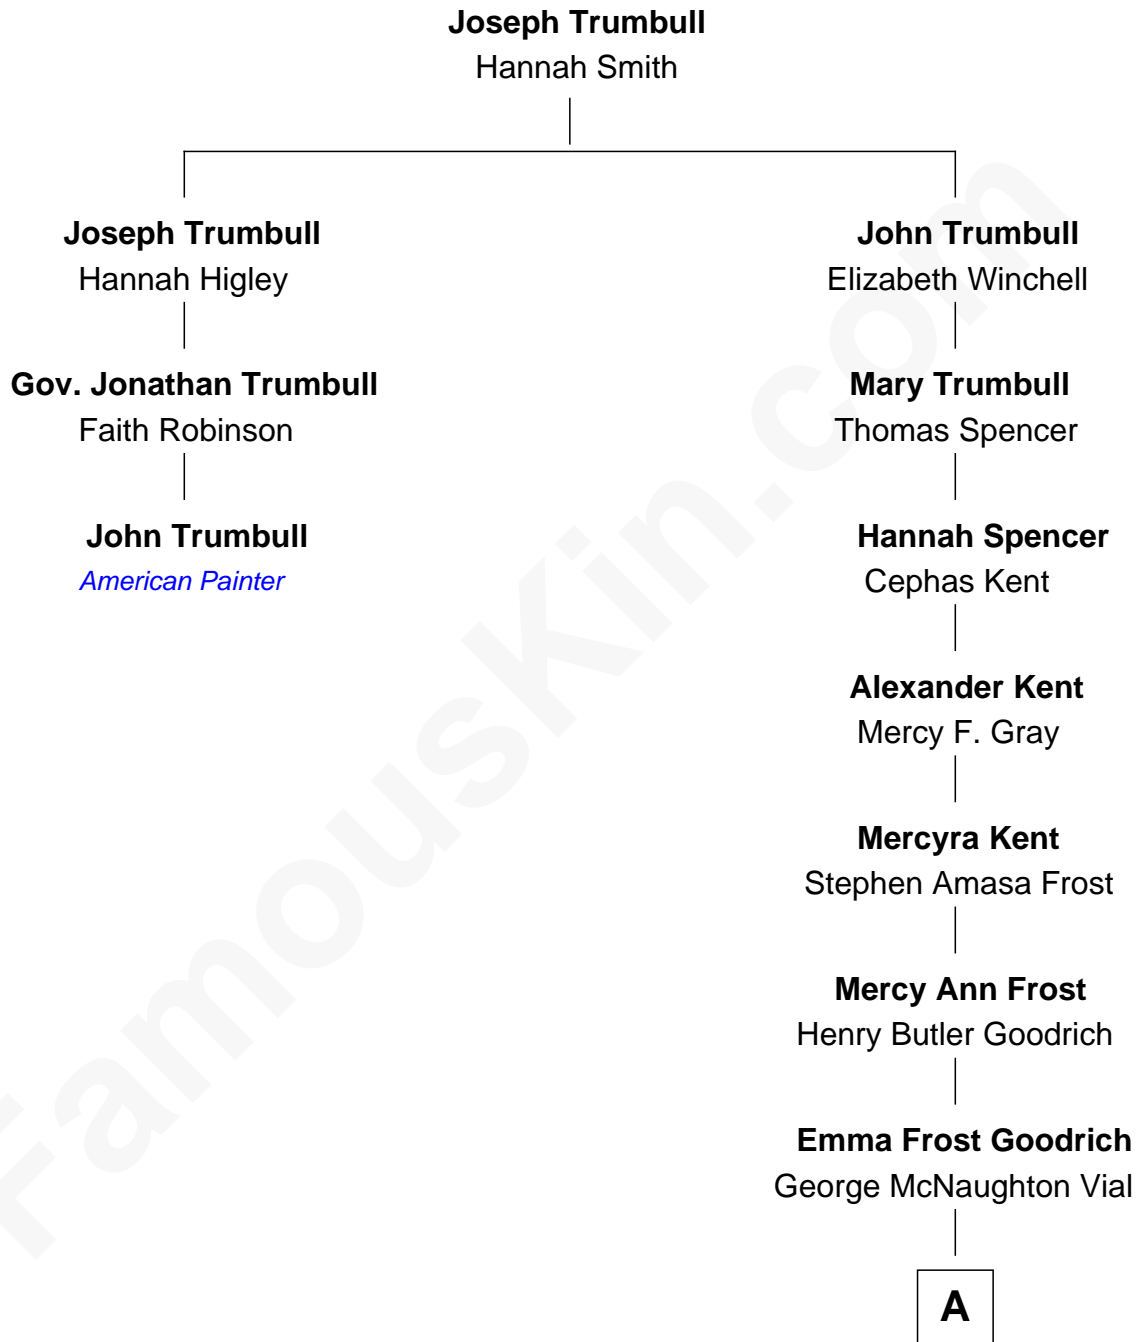 Joseph Trumbull
Hannah Smith
Joseph Trumbull
Hannah Higley
Gov. Jonathan Trumbull
Faith Robinson
John Trumbull
American Painter
John Trumbull
Elizabeth Winchell
Mary Trumbull
Thomas Spencer
Hannah Spencer
Cephas Kent
Alexander Kent
Mercy F. Gray
Mercyra Kent
Stephen Amasa Frost
Mercy Ann Frost
Henry Butler Goodrich
Emma Frost Goodrich
George McNaughton Vial
A
FamousKin.com